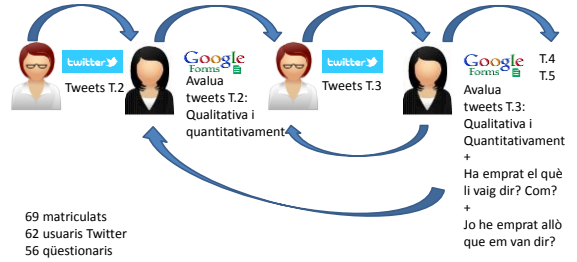 twitter
Tweets T.2
Google
Forms
Avalua
tweets T.2:
Qualitativa i
quantitativament
twitter
Tweets T.3
Google
Forms
T.4
T.5
Avalua
tweets T.3:
Qualitativa i
Quantitativament
+
Ha emprat el què
li vaig dir? Com?
+
Jo he emprat allò
que em van dir?
69 matriculats
62 usuaris Twitter
56 qüestionaris